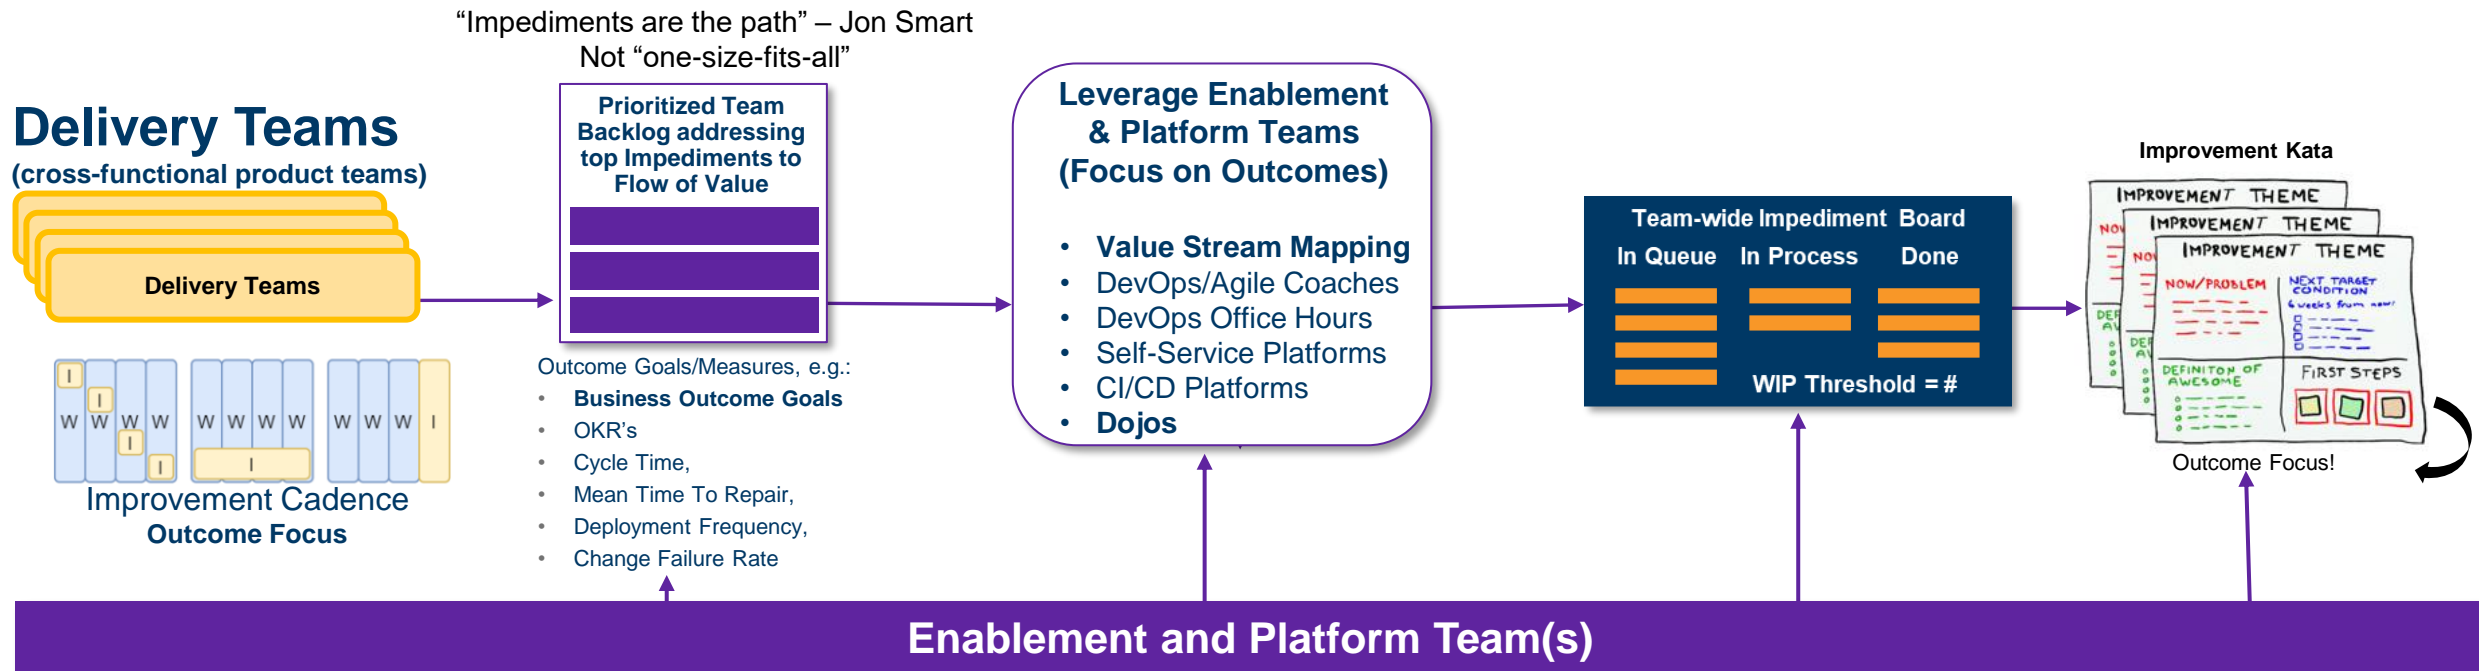 “Impediments are the path” – Jon Smart
Not “one-size-fits-all”
Delivery Teams
(cross-functional product teams)
Delivery Teams
I
I
W W W W
I
I
W W W W
I
W W W I
Improvement Cadence
Outcome Focus
Prioritized Team
Backlog addressing
top Impediments to
Flow of Value
Outcome Goals/Measures, e.g.:
• Business Outcome Goals
• OKR's
• Cycle Time,
• Mean Time To Repair,
• Deployment Frequency,
• Change Failure Rate
Leverage Enablement
& Platform Teams
(Focus on Outcomes)
• Value Stream Mapping
• DevOps/Agile Coaches
• DevOps Office Hours
• Self-Service Platforms
• CI/CD Platforms
• Dojos
Team-wide Impediment Board
In Queue In Process Done
WIP Threshold = #
Improvement Kata
IMPROVEMENT THEME
IMPROVEMENT THEME
IMPROVEMENT THEME
NOW/PROBLEM
NEXT TARGET
CONDITION
6 weeks from now!
DEFINITON OF
AWESOME
FIRST STEPS
Outcome Focus!
Enablement and Platform Team(s)